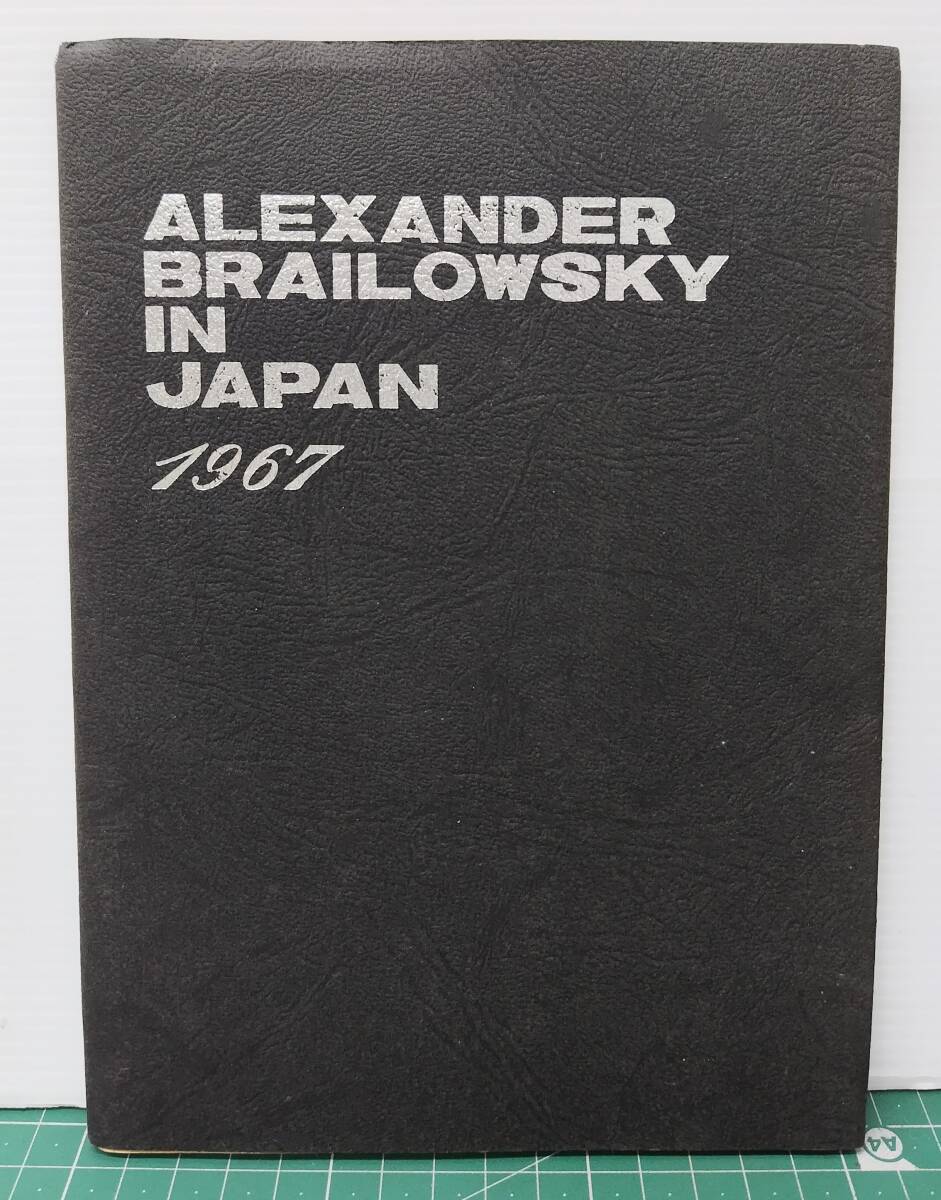 ALEXANDER
BRAILOWSKY
IN
JAPAN
1967
A4